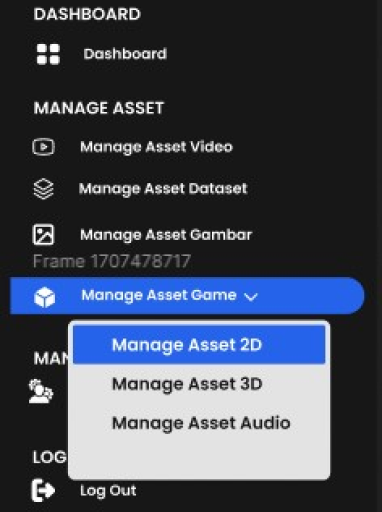 DASHBOARD
Dashboard
MANAGE ASSET
Manage Asset Video
Manage Asset Dataset
Manage Asset Gambar
Frame 1707478717
Manage Asset Game
Manage Asset 2D
MAN
Manage Asset 3D
Manage Asset Audio
LOG
Log Out